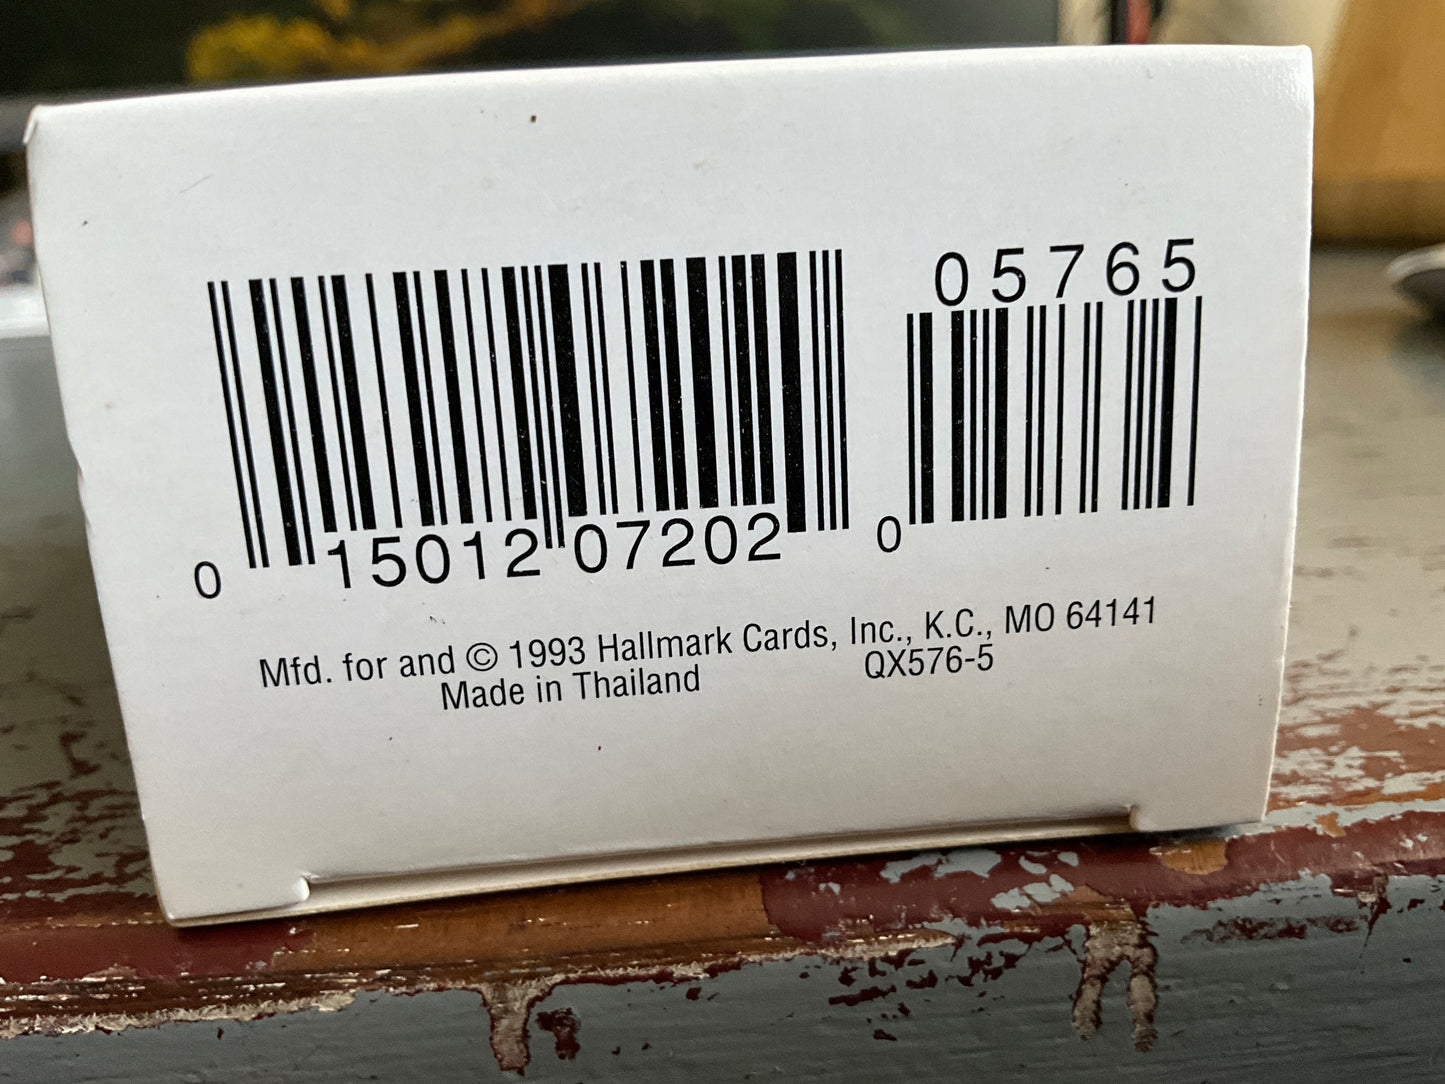 05765
0 15012 07202 0
Mfd. for and © 1993 Hallmark Cards, Inc., K.C., MO 64141
Made in Thailand QX576-5